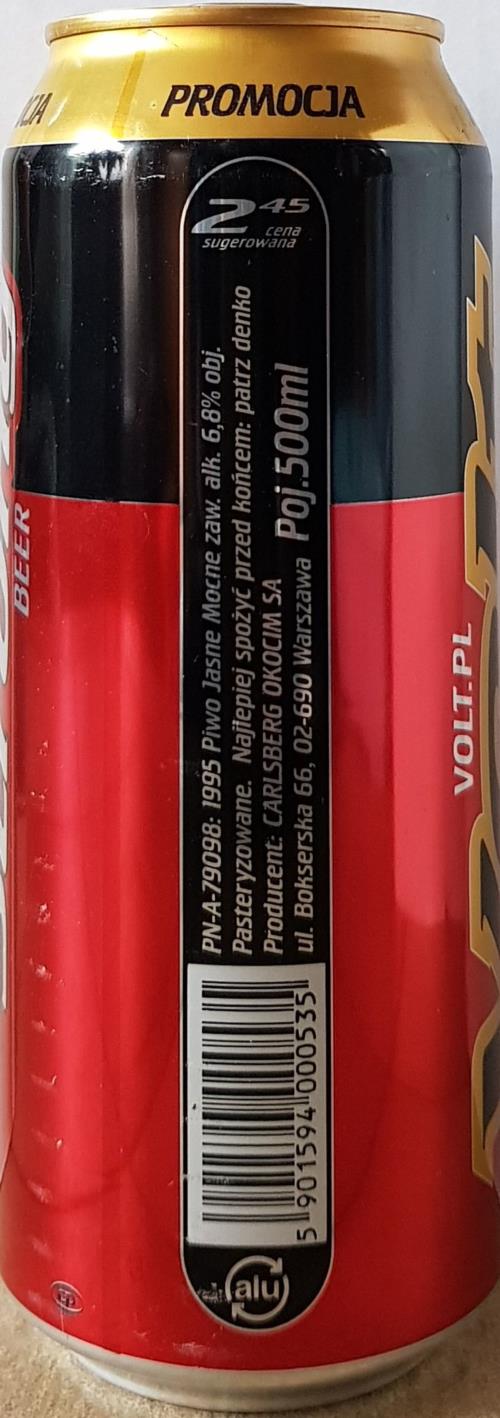 PROMOCJA
2 45
cena
sugerowana
PN-A-79098: 1995 Piwo Jasne Mocne zaw. alk. 6,8% obj.
Pasteryzowane. Najlepiej spożyć przed końcem: patrz denko
Producent: CARLSBERG OKOCIM SA
ul. Bokserska 66, 02-690 Warszawa Poj.500ml
5 901594 000535
alu
BEER
VOLT.PL